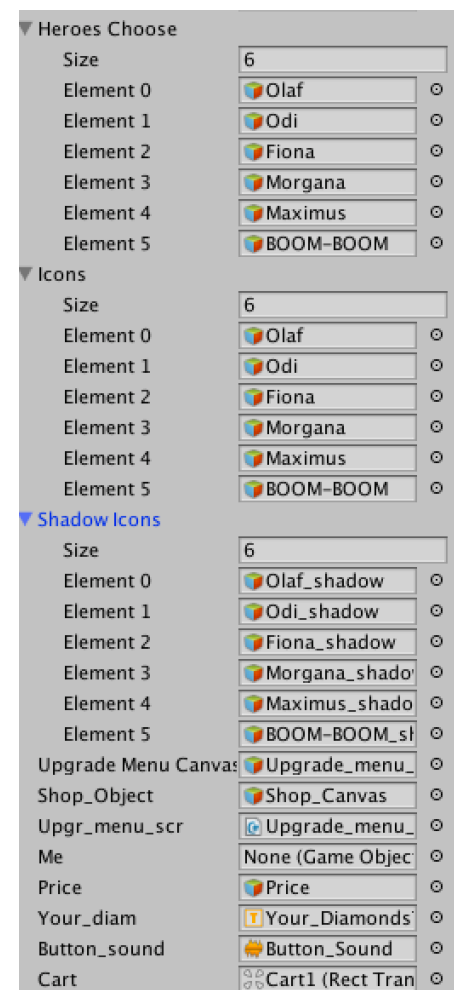 Heroes Choose
Size 6
Element 0 Olaf
Element 1 Odi
Element 2 Fiona
Element 3 Morgana
Element 4 Maximus
Element 5 BOOM-BOOM
Icons
Size 6
Element 0 Olaf
Element 1 Odi
Element 2 Fiona
Element 3 Morgana
Element 4 Maximus
Element 5 BOOM-BOOM
Shadow Icons
Size 6
Element 0 Olaf_shadow
Element 1 Odi_shadow
Element 2 Fiona_shadow
Element 3 Morgana_shado
Element 4 Maximus_shado
Element 5 BOOM-BOOM_sh
Upgrade Menu Canvas Upgrade_menu_
Shop_Object Shop_Canvas
Upgr_menu_scr Upgrade_menu_
Me None (Game Objec
Price Price
Your_diam Your_Diamonds
Button_sound Button_Sound
Cart Cart1 (Rect Tran